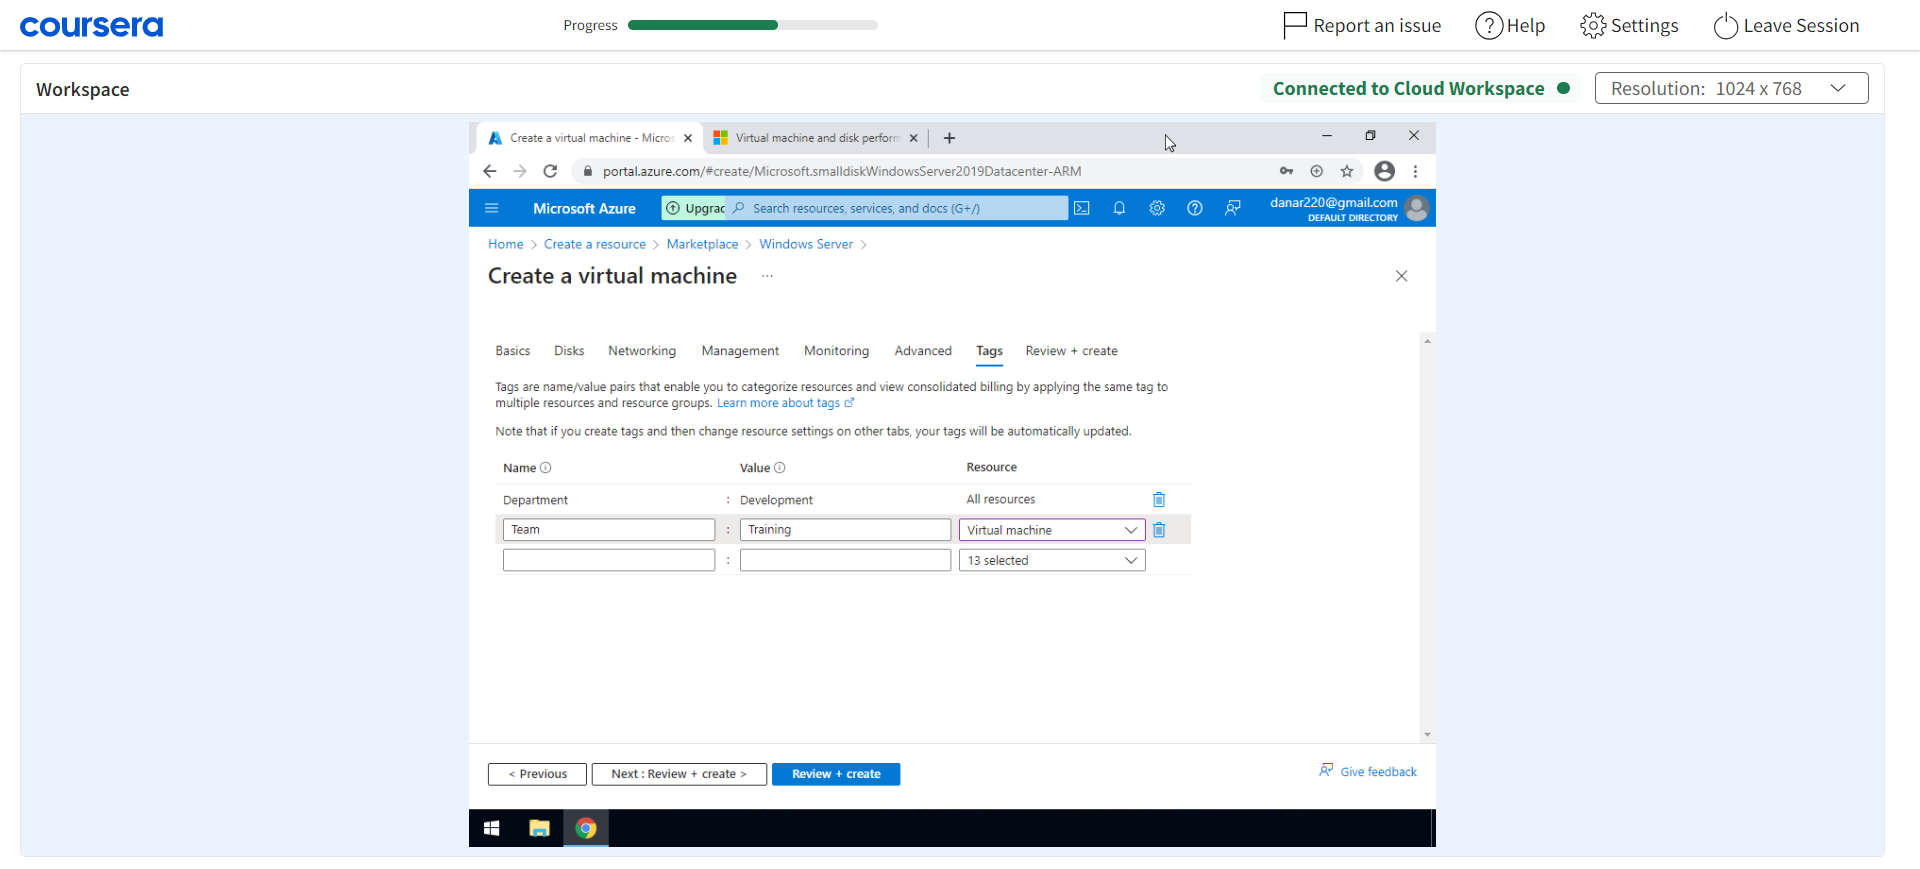 coursera
Progress
Report an issue
Help
Settings
Leave Session
Workspace
Connected to Cloud Workspace
Resolution: 1024 x 768
Create a virtual machine - Micros
Virtual machine and disk perform
portal.azure.com/#create/Microsoft.smalldiskWindowsServer2019Datacenter-ARM
Microsoft Azure
Upgrad
Search resources, services, and docs (G+/)
danar220@gmail.com
DEFAULT DIRECTORY
Home > Create a resource > Marketplace > Windows Server >
Create a virtual machine ...
Basics Disks Networking Management Monitoring Advanced Tags Review + create
Tags are name/value pairs that enable you to categorize resources and view consolidated billing by applying the same tag to
multiple resources and resource groups. Learn more about tags
Note that if you create tags and then change resource settings on other tabs, your tags will be automatically updated.
Name Value Resource
Department : Development All resources
Team : Training Virtual machine
: 13 selected
< Previous
Next : Review + create >
Review + create
Give feedback